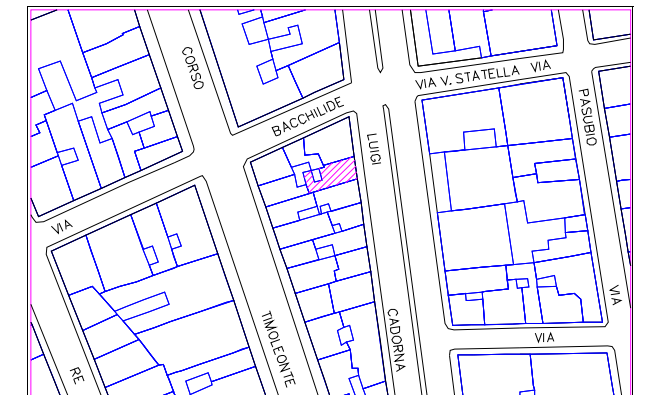 CORSO
VIA V. STATELLA VIA
BACCHILIDE
PASUBIO
LUIGI
VIA
VIA
CADORNA
TIMOLEONTE
VIA
RE